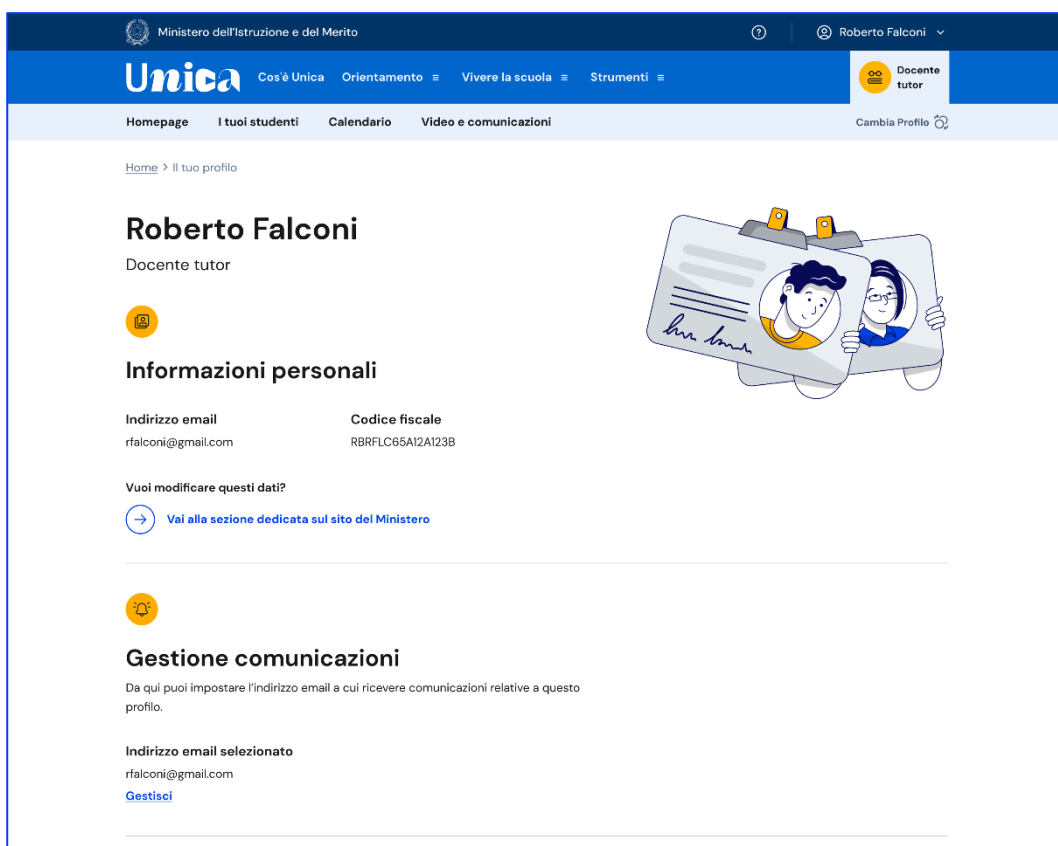 Ministero dell'Istruzione e del Merito
Roberto Falconi
Unica
Cos'è Unica
Orientamento
Vivere la scuola
Strumenti
Docente
tutor
Homepage
I tuoi studenti
Calendario
Video e comunicazioni
Cambia Profilo
Home > Il tuo profilo
Roberto Falconi
Docente tutor
Informazioni personali
Indirizzo email
Codice fiscale
rfalconi@gmail.com
RBRFLC65A12A123B
Vuoi modificare questi dati?
Vai alla sezione dedicata sul sito del Ministero
Gestione comunicazioni
Da qui puoi impostare l'indirizzo email a cui ricevere comunicazioni relative a questo
profilo.
Indirizzo email selezionato
rfalconi@gmail.com
Gestisci